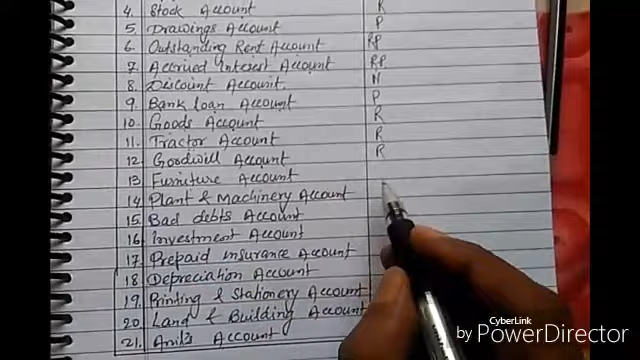 4. Stock Account R
5. Drawings Account P
6. Outstanding Rent Account RP
7. Accrued Interest Account RP
8. Discount Account N
9. Bank loan Account P
10. Goods Account R
11. Tractor Account R
12. Goodwill Account R
13. Furniture Account
14. Plant & Machinery Account
15. Bad debts Account
16. Investment Account
17. Prepaid insurance Account
18. Depreciation Account
19. Printing & Stationery Account
20. Land & Building Account
21. Anil's Account
CyberLink
by PowerDirector